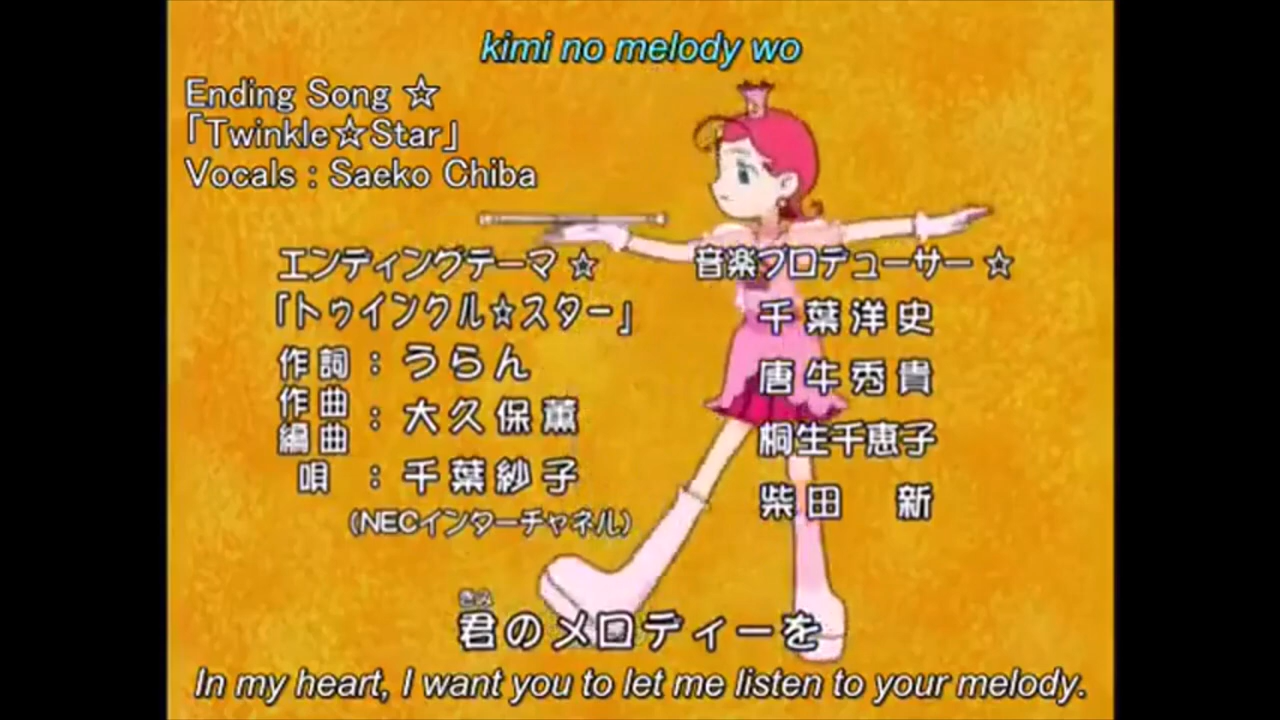 kimi no melody wo
Ending Song ☆
「Twinkle☆Star」
Vocals : Saeko Chiba
エンディングテーマ ☆
「トゥインクル☆スター」
作詞 : うらん
作曲
編曲 : 大久保薫
唄 : 千葉紗子
(NECインターチャネル)
音楽プロデューサー ☆
千葉洋史
唐牛秀貴
桐生千恵子
柴田 新
きみ
君のメロディーを
In my heart, I want you to let me listen to your melody.